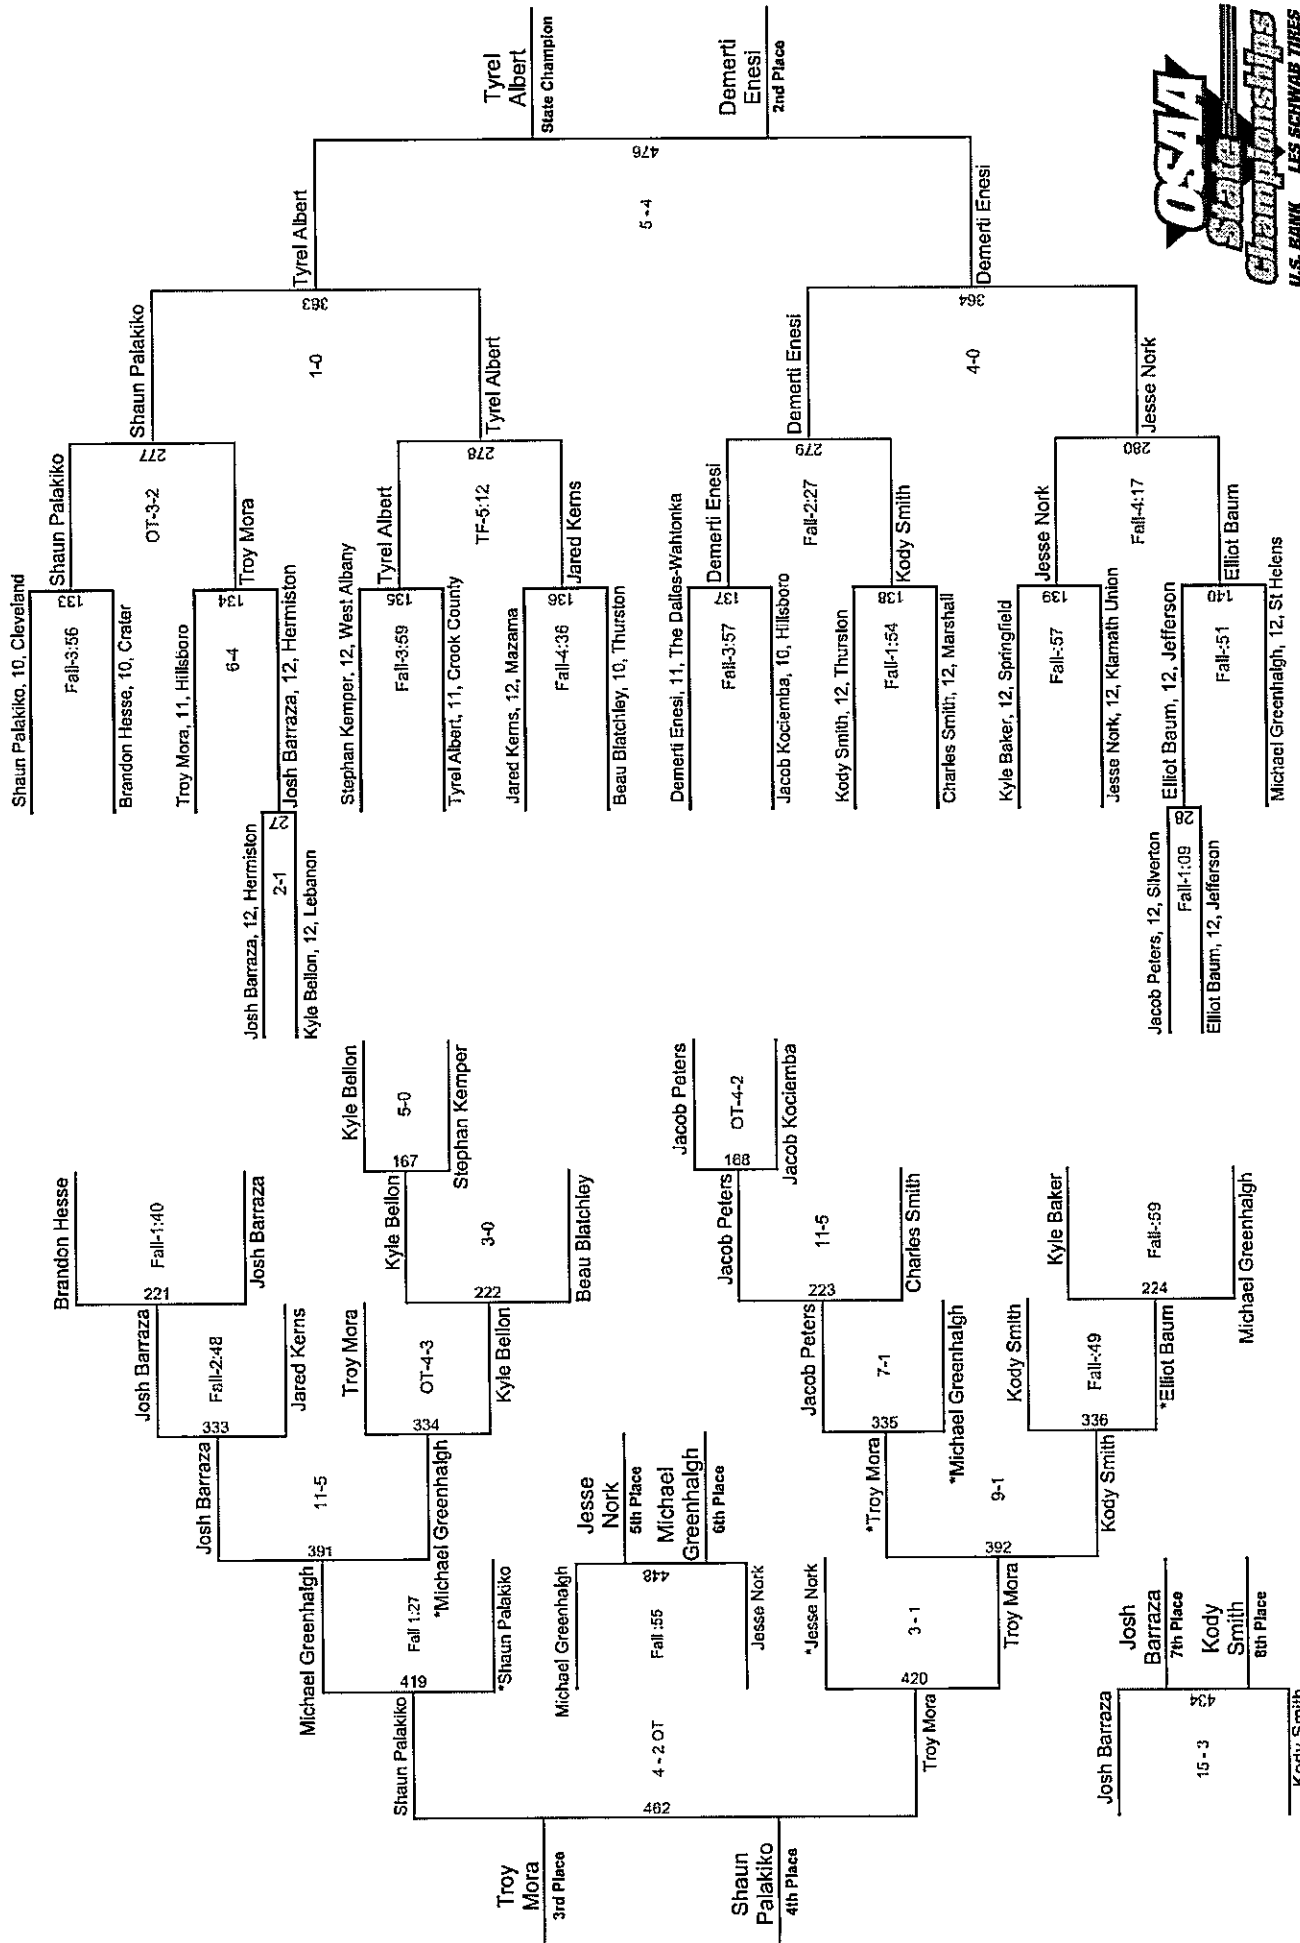 Shaun Palakiko, 10, Cleveland
133
Fall-3:56
Brandon Hesse, 10, Crater
Shaun Palakiko
277
OT-3-2
Troy Mora, 11, Hillsboro
134
6-4
Josh Barraza, 12, Hermiston
Troy Mora
Josh Barraza, 12, Hermiston
27
2-1
Kyle Bellon, 12, Lebanon
Shaun Palakiko
363
1-0
Stephan Kemper, 12, West Albany
135
Fall-3:59
Tyrel Albert, 11, Crook County
Tyrel Albert
278
TF-5:12
Jared Kerns, 12, Mazama
136
Fall-4:36
Beau Blatchley, 10, Thurston
Jared Kerns
Tyrel Albert
Tyrel Albert
476
5 - 4
Demerti Enesi, 11, The Dalles-Wahtonka
137
Fall-3:57
Jacob Kociemba, 10, Hillsboro
Demerti Enesi
279
Fall-2:27
Kody Smith, 12, Thurston
138
Fall-1:54
Charles Smith, 12, Marshall
Kody Smith
Demerti Enesi
364
4-0
Kyle Baker, 12, Springfield
139
Fall-:57
Jesse Nork, 12, Klamath Union
Jesse Nork
280
Fall-4:17
Jacob Peters, 12, Silverton
28
Fall-1:09
Elliot Baum, 12, Jefferson
Elliot Baum, 12, Jefferson
140
Fall-:51
Michael Greenhalgh, 12, St Helens
Elliot Baum
Jesse Nork
Demerti Enesi
Tyrel
Albert
State Champion
Demerti
Enesi
2nd Place
Brandon Hesse
221
Fall-1:40
Josh Barraza
Josh Barraza
333
Fall-2:48
Jared Kerns
Josh Barraza
391
11-5
Kyle Bellon
167
5-0
Stephan Kemper
Kyle Bellon
222
3-0
Beau Blatchley
Troy Mora
334
OT-4-3
Kyle Bellon
*Michael Greenhalgh
Michael Greenhalgh
419
Fall 1:27
*Shaun Palakiko
Shaun Palakiko
462
4 - 2 OT
Jacob Peters
168
OT-4-2
Jacob Kociemba
Jacob Peters
223
11-5
Charles Smith
Jacob Peters
335
7-1
*Michael Greenhalgh
*Troy Mora
392
9-1
Kyle Baker
224
Fall-:59
Michael Greenhalgh
Kody Smith
336
Fall-:49
*Elliot Baum
Kody Smith
*Jesse Nork
420
3 - 1
Troy Mora
Troy Mora
Michael Greenhalgh
448
Fall :55
Jesse Nork
Jesse
Nork
5th Place
Michael
Greenhalgh
6th Place
Josh Barraza
434
15 - 3
Kody Smith
Josh
Barraza
7th Place
Kody
Smith
8th Place
Troy
Mora
3rd Place
Shaun
Palakiko
4th Place
OSAA
State
Championships
U.S. BANK LES SCHWAB TIRES